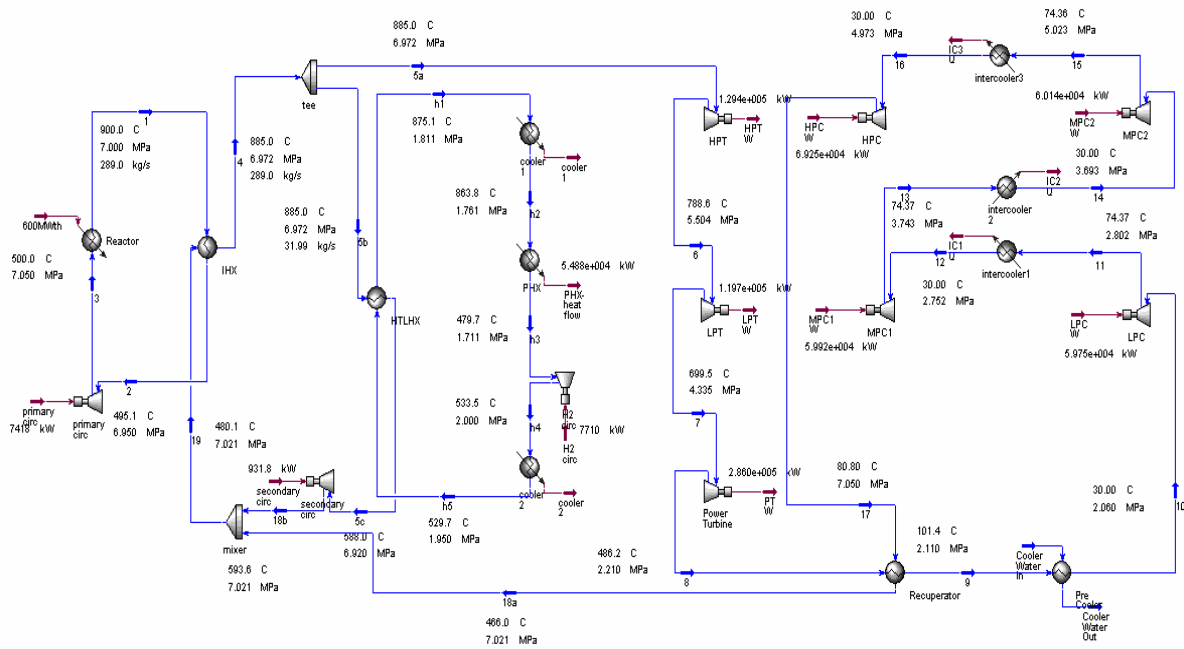 885.0 C
6.972 MPa
tee
5a
1
900.0 C
7.000 MPa
289.0 kg/s
4
885.0 C
6.972 MPa
289.0 kg/s
600MWth
Reactor
500.0 C
7.050 MPa
3
IHX
885.0 C
6.972 MPa
31.99 kg/s
5b
HTLHX
2
primary
circ
7418 kW
primary
circ
495.1 C
6.950 MPa
19
480.1 C
7.021 MPa
931.8 kW
secondary
circ
secondary
circ
18b
5c
mixer
588.0 C
6.920 MPa
593.6 C
7.021 MPa
h1
875.1 C
1.811 MPa
cooler
1
cooler
1
863.8 C
1.761 MPa
h2
PHX
5.488e+004 kW
PHX-
heat
flow
479.7 C
1.711 MPa
h3
H2
circ
7710 kW
H2
circ
533.5 C
2.000 MPa
h4
cooler
2
cooler
2
h5
529.7 C
1.950 MPa
1.294e+005 kW
HPT
HPT
W
788.6 C
5.504 MPa
6
1.197e+005 kW
LPT
LPT
W
699.5 C
4.335 MPa
7
2.860e+005 kW
Power
Turbine
PT
W
486.2 C
2.210 MPa
8
18a
466.0 C
7.021 MPa
30.00 C
4.973 MPa
IC3
Q
16
intercooler3
15
74.36 C
5.023 MPa
HPC
W
HPC
6.925e+004 kW
6.014e+004 kW
MPC2
W
MPC2
30.00 C
3.693 MPa
IC2
Q
13
intercooler
2
14
74.37 C
3.743 MPa
IC1
Q
12
intercooler1
11
74.37 C
2.802 MPa
30.00 C
2.752 MPa
MPC1
W
MPC1
5.992e+004 kW
LPC
W
LPC
5.975e+004 kW
80.80 C
7.050 MPa
17
101.4 C
2.110 MPa
Recuperator
9
30.00 C
2.060 MPa
10
Cooler
Water
In
Pre
Cooler
Cooler
Water
Out